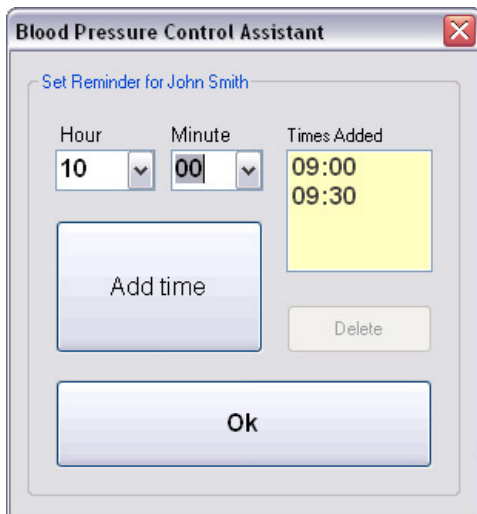 Blood Pressure Control Assistant
Set Reminder for John Smith
Hour Minute Times Added
10 00 09:00
09:30
Add time
Delete
Ok